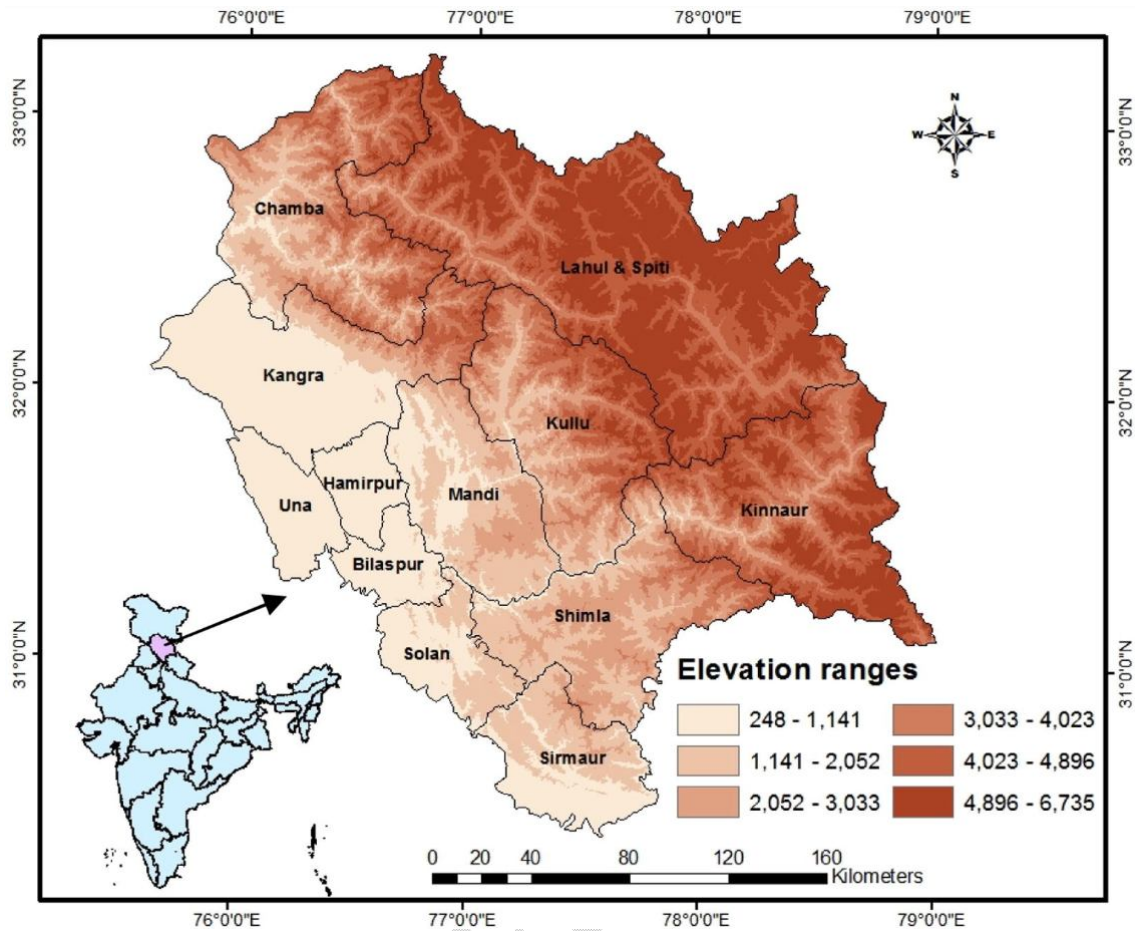 76°0'0"E 77°0'0"E 78°0'0"E 79°0'0"E
33°0'0"N
33°0'0"N
N
W E
S
Chamba
Lahul & Spiti
Kangra
32°0'0"N
32°0'0"N
Kullu
Hamirpur
Mandi
Una
Kinnaur
Bilaspur
Shimla
Solan
31°0'0"N
31°0'0"N
Elevation ranges
248 - 1,141 3,033 - 4,023
1,141 - 2,052 4,023 - 4,896
2,052 - 3,033 4,896 - 6,735
Sirmaur
0 20 40 80 120 160
Kilometers
76°0'0"E 77°0'0"E 78°0'0"E 79°0'0"E